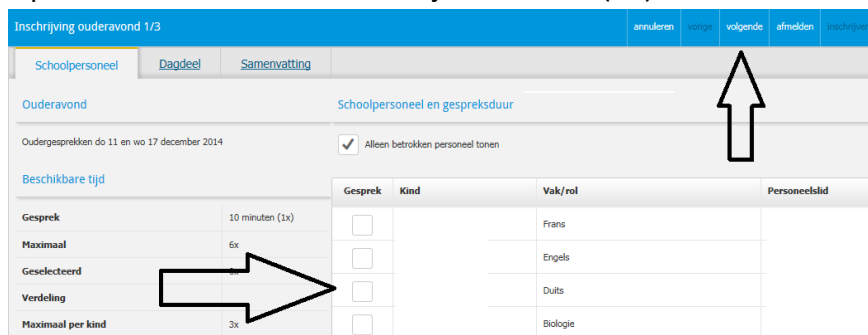 Inschrijving ouderavond 1/3
annuleren vorige volgende afmelden inschrijven
Schoolpersoneel Dagdeel Samenvatting
Ouderavond
Schoolpersoneel en gespreksduur
Oudergesprekken do 11 en wo 17 december 2014
Alleen betrokken personeel tonen
Beschikbare tijd
Gesprek Kind Vak/rol Personeelslid
Gesprek 10 minuten (1x)
Frans
Maximaal 6x
Engels
Geselecteerd
Duits
Verdeling
Biologie
Maximaal per kind 3x